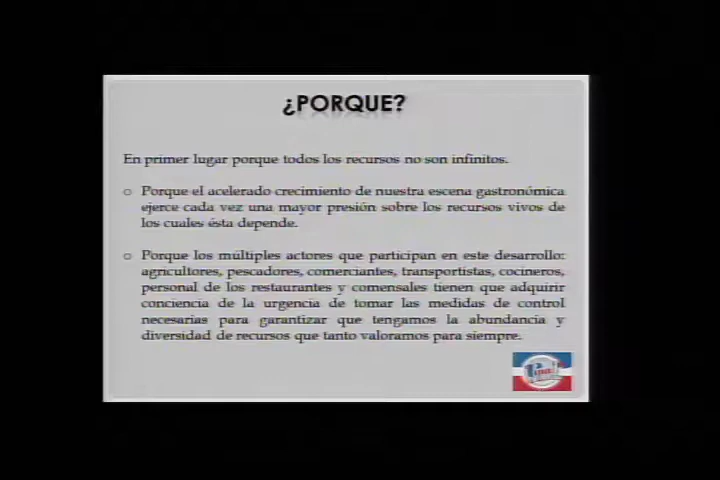 ¿PORQUE?
En primer lugar porque todos los recursos no son infinitos.
o Porque el acelerado crecimiento de nuestra escena gastronómica
ejerce cada vez una mayor presión sobre los recursos vivos de
los cuales ésta depende.
o Porque los múltiples actores que participan en este desarrollo:
agricultores, pescadores, comerciantes, transportistas, cocineros,
personal de los restaurantes y comensales tienen que adquirir
conciencia de la urgencia de tomar las medidas de control
necesarias para garantizar que tengamos la abundancia y
diversidad de recursos que tanto valoramos para siempre.